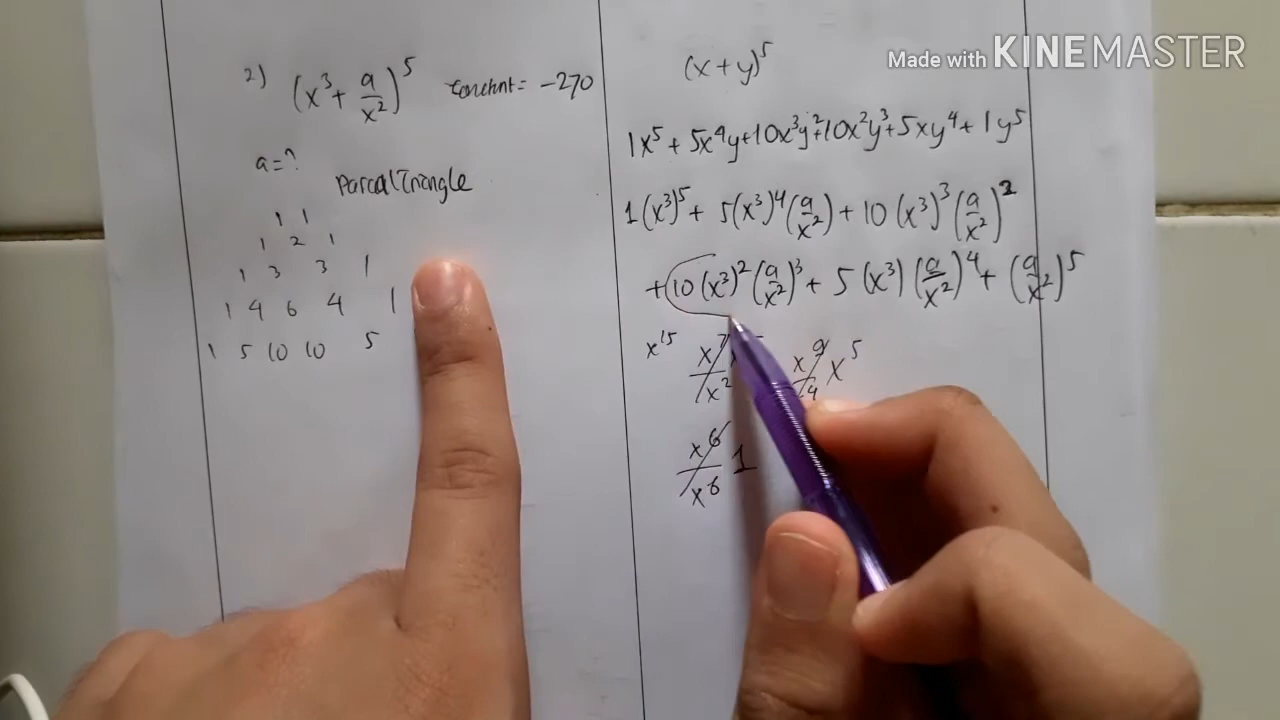 Made with KINEMASTER
2) (x³ + a/x²)⁵ = -270
a=?
1 1
1 2 1
1 3 3 1
1 4 6 4 1
1 5 10 10 5
(x + y)⁵
1x⁵ + 5x⁴y + 10x³y² + 10x²y³ + 5xy⁴ + 1y⁵
1(x³)⁵ + 5(x³)⁴(a/x²) + 10(x³)³(a/x²)²
+ 10(x³)²(a/x²)³ + 5(x³)(a/x²)⁴ + (a/x²)⁵
x¹⁵ x⁹/4 x⁵
x⁶/x⁶ 1